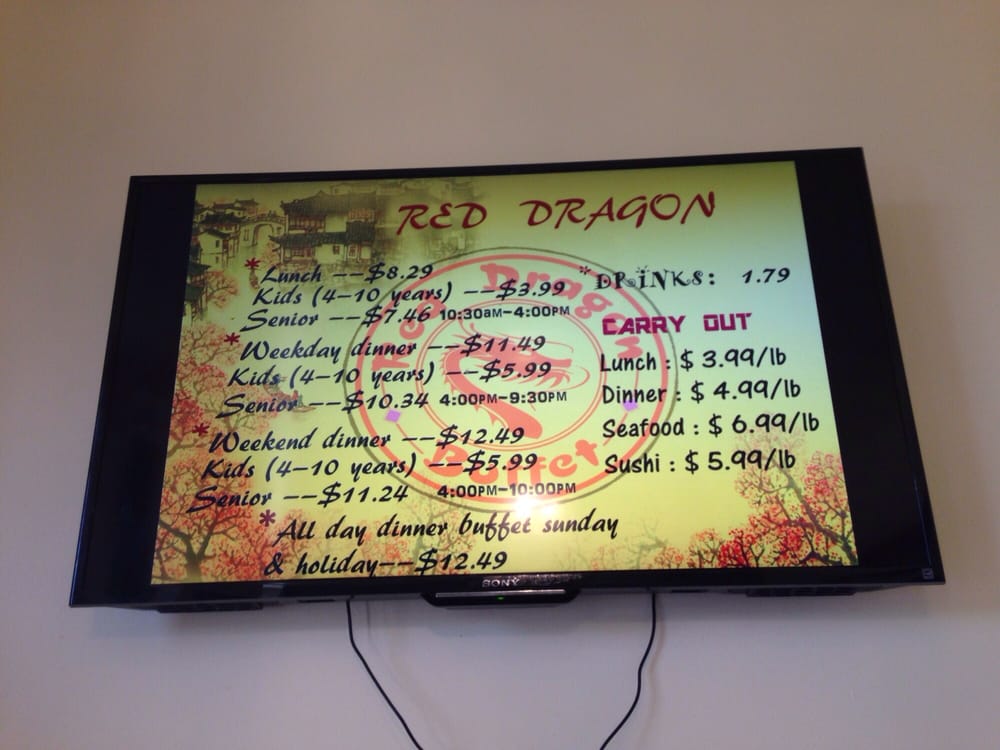 RED DRAGON
* Lunch --$8.29
Kids (4-10 years) --$3.99
Senior --$7.46 10:30am-4:00PM
* Weekday dinner --$11.49
Kids (4-10 years) --$5.99
Senior --$10.34 4:00PM-9:30PM
* Weekend dinner --$12.49
Kids (4-10 years) --$5.99
Senior --$11.24 4:00PM-10:00PM
* All day dinner buffet sunday
& holiday--$12.49
* DRiNKS: 1.79
CARRY OUT
Lunch : $ 3.99/lb
Dinner : $ 4.99/lb
Seafood : $ 6.99/lb
Sushi : $ 5.99/lb
Red Dragon
Buffet
SONY